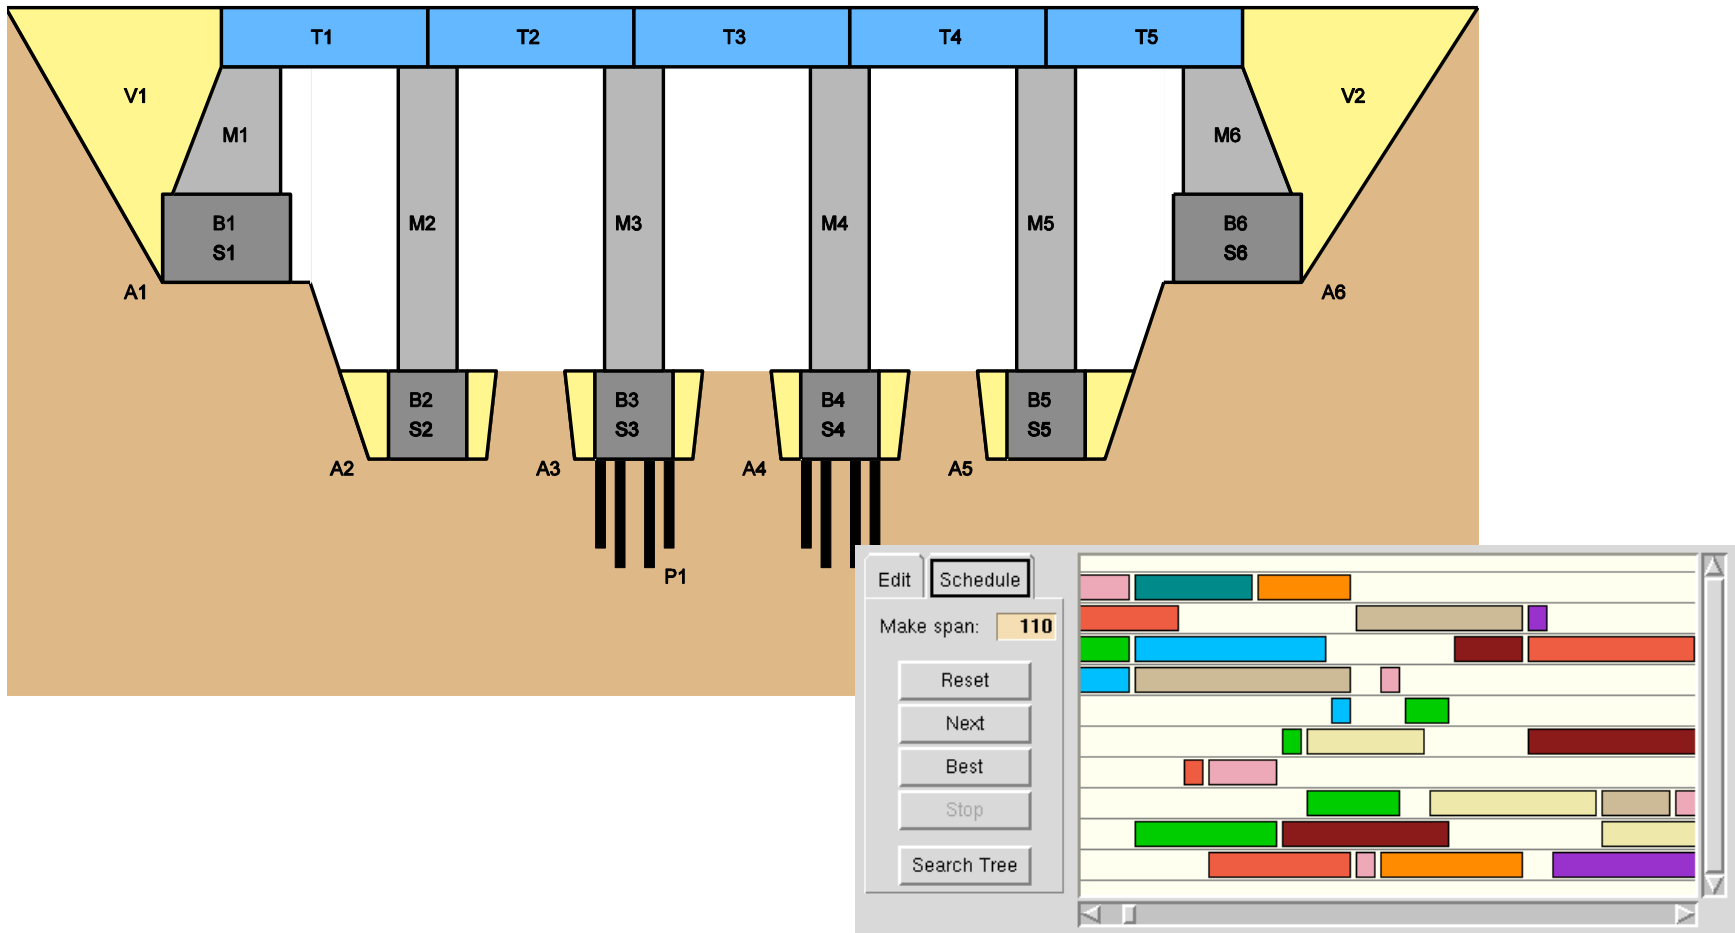 T1 T2 T3 T4 T5
V1 V2
M1 M6
B1 M2 M3 M4 M5 B6
S1 S6
A1 A6
B2 B3 B4 B5
S2 S3 S4 S5
A2 A3 A4 A5
P1
Edit Schedule
Make span: 110
Reset
Next
Best
Stop
Search Tree